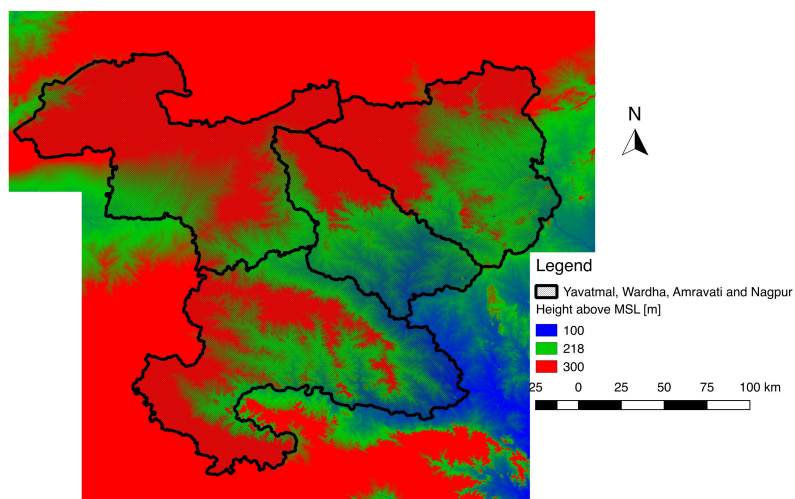 N
Legend
Yavatmal, Wardha, Amravati and Nagpur
Height above MSL [m]
100
218
300
25 0 25 50 75 100 km